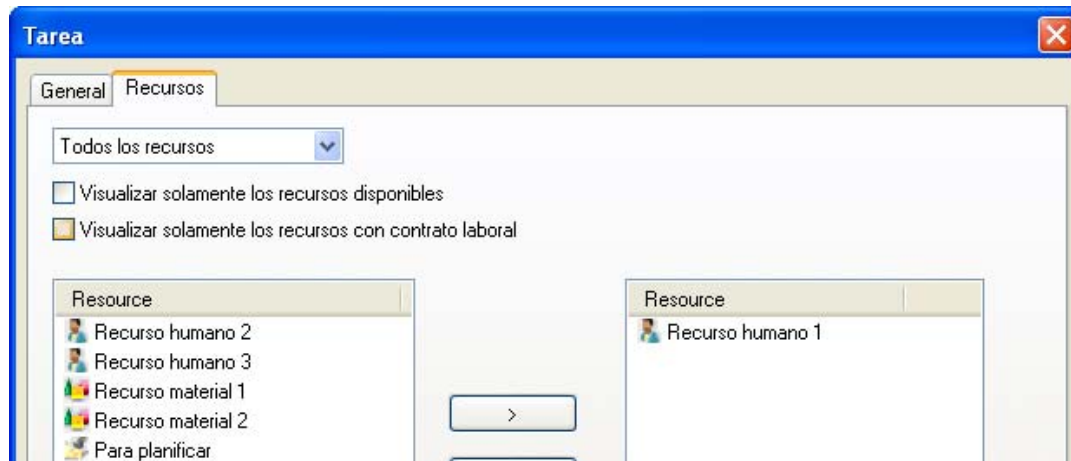 Tarea
General Recursos
Todos los recursos
Visualizar solamente los recursos disponibles
Visualizar solamente los recursos con contrato laboral
Resource
Recurso humano 2
Recurso humano 3
Recurso material 1
Recurso material 2
Para planificar
>
Resource
Recurso humano 1